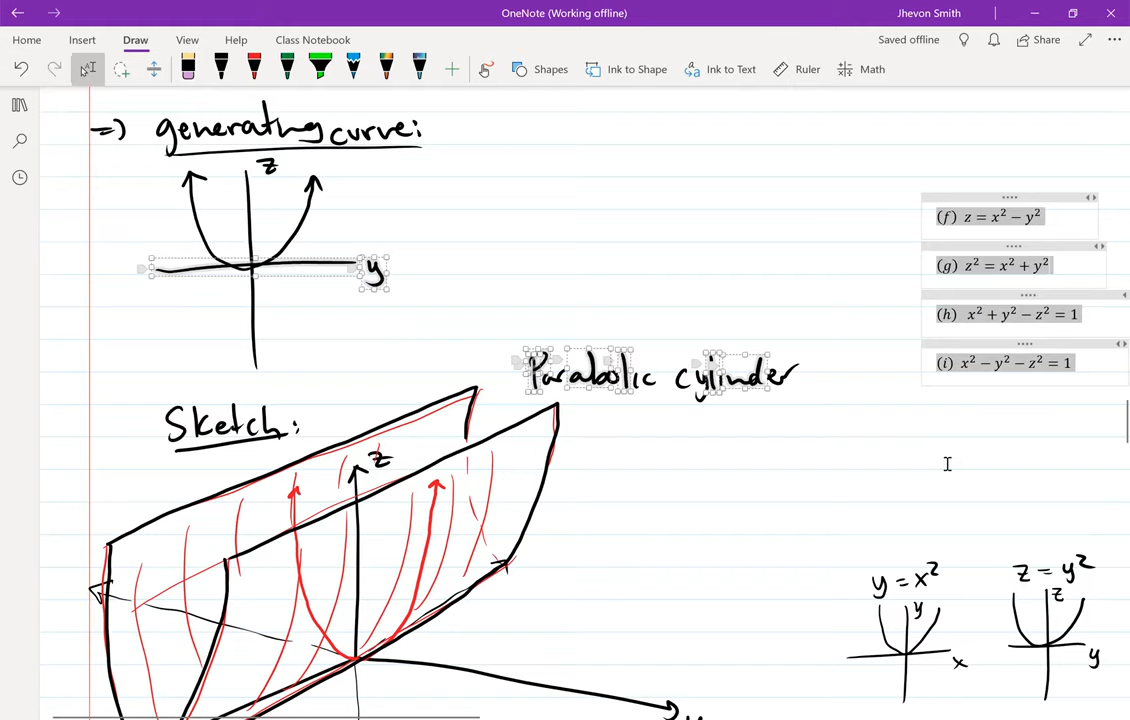 OneNote (Working offline)
Jhevon Smith
Home Insert Draw View Help Class Notebook
Saved offline
Share
Shapes
Ink to Shape
Ink to Text
Ruler
Math
=) generating curve:
z
y
(f) z = x² − y²
(g) z² = x² + y²
(h) x² + y² − z² = 1
(i) x² − y² − z² = 1
Parabolic cylinder
Sketch:
z
y = x²
y
x
z = y²
z
y